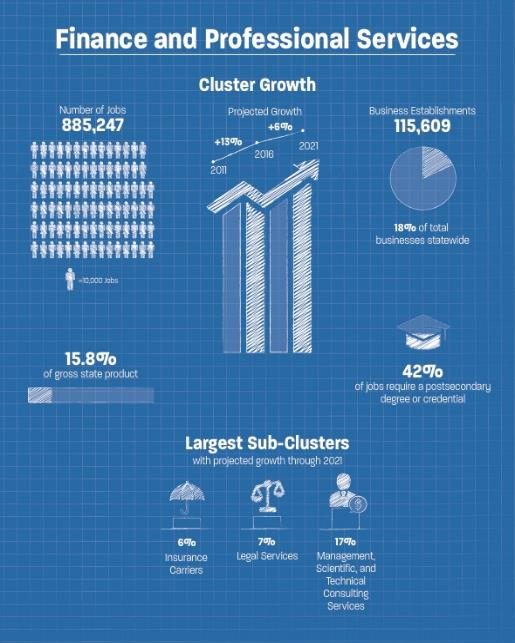 Finance and Professional Services
Cluster Growth
Number of Jobs
885,247
=10,000 Jobs
Projected Growth
+13%
+6%
2011
2016
2021
Business Establishments
115,609
18% of total
businesses statewide
15.8%
of gross state product
42%
of jobs require a postsecondary
degree or credential
Largest Sub-Clusters
with projected growth through 2021
6%
Insurance
Carriers
7%
Legal Services
17%
Management,
Scientific, and
Technical
Consulting
Services